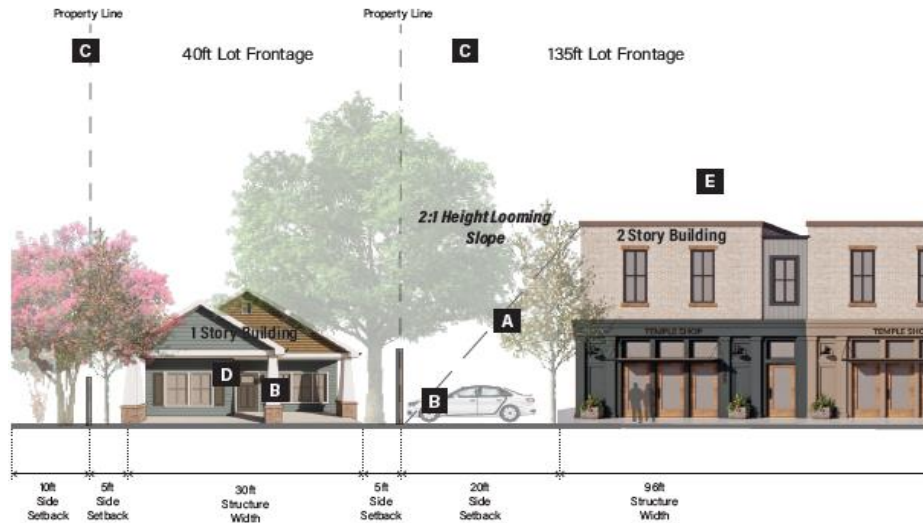 Property Line
Property Line
C
40ft Lot Frontage
C
135ft Lot Frontage
E
2:1 Height Looming
Slope
2 Story Building
1 Story Building
A
TEMPLE SHOP
TEMPLE SHO
D
B
B
10ft
Side
Setback
5ft
Side
Setback
30ft
Structure
Width
5ft
Side
Setback
20ft
Side
Setback
96ft
Structure
Width